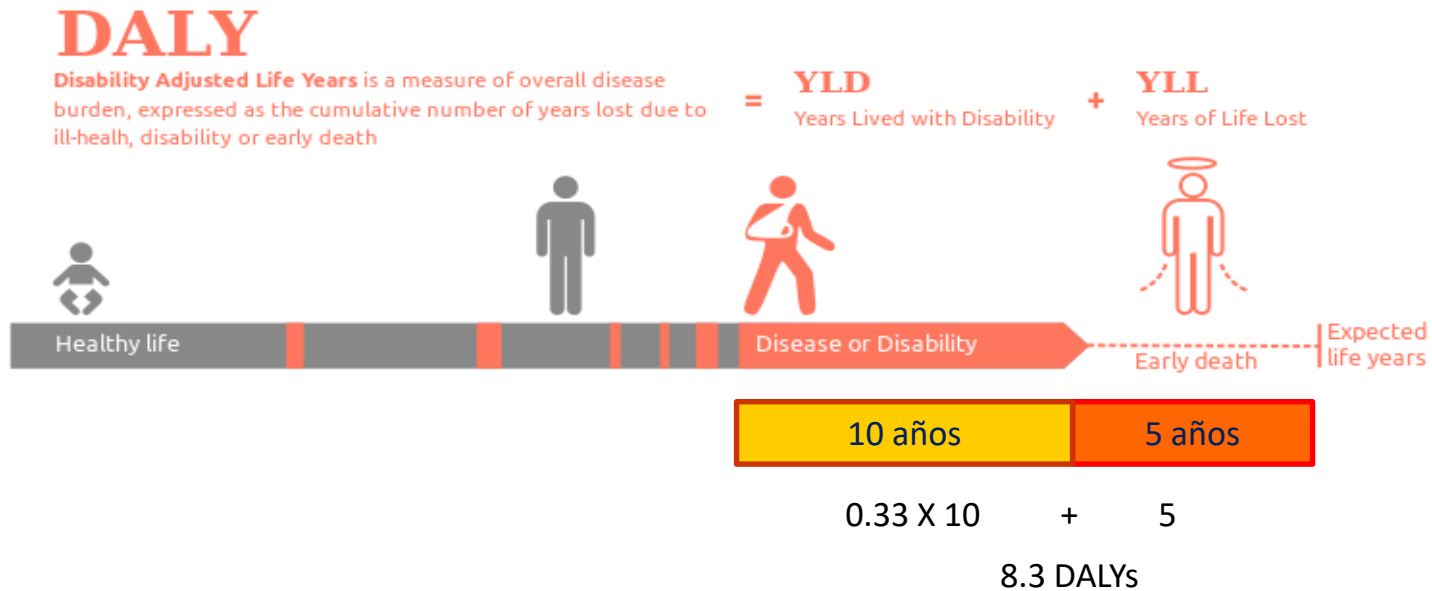 DALY
Disability Adjusted Life Years is a measure of overall disease
burden, expressed as the cumulative number of years lost due to
ill-healh, disability or early death
=
YLD
Years Lived with Disability
+
YLL
Years of Life Lost
Healthy life
Disease or Disability
Early death
Expected
life years
10 años
5 años
0.33 X 10 + 5
8.3 DALYs